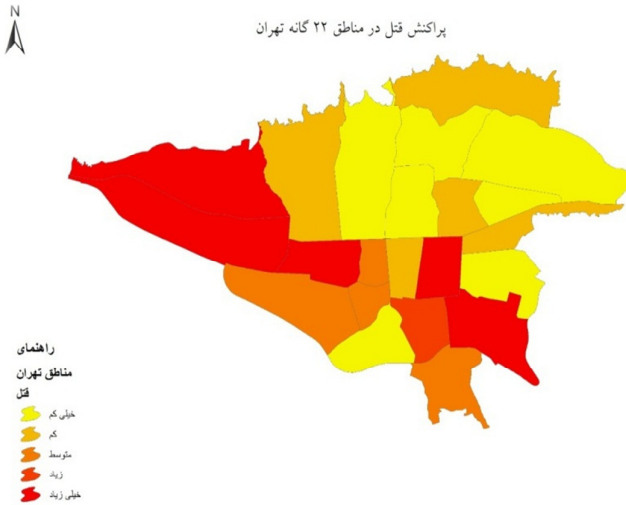 N
پراکنش قتل در مناطق ۲۲ گانه تهران
راهنمای
مناطق تهران
قتل
خیلی کم
کم
متوسط
زیاد
خیلی زیاد